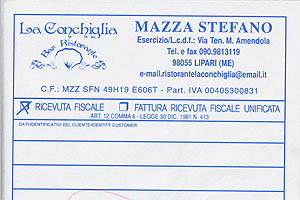 La Conchiglia
Bar Ristorante
MAZZA STEFANO
Esercizio/L.c.d.f.: Via Ten. M. Amendola
Tel. e fax 090.9813119
98055 LIPARI (ME)
e-mail.ristorantelaconchiglia@email.it
C.F.: MZZ SFN 49H19 E606T - Part. IVA 00405300831
RICEVUTA FISCALE FATTURA RICEVUTA FISCALE UNIFICATA
ART. 12 COMMA 6 - LEGGE 30 DIC. 1981 N. 413
DATI IDENTIFICATIVI DEL CLIENTE/IDENTITY CUSTOMER